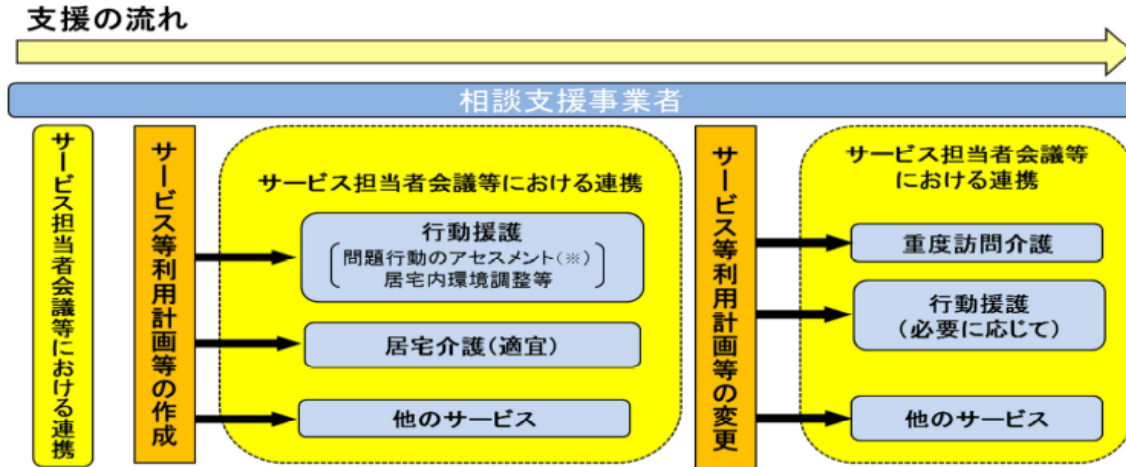 支援の流れ
相談支援事業者
サービス担当者会議等における連携
サービス等利用計画等の作成
サービス担当者会議等における連携
行動援護
問題行動のアセスメント(※)
居宅内環境調整等
居宅介護(適宜)
他のサービス
サービス等利用計画等の変更
サービス担当者会議等
における連携
重度訪問介護
行動援護
(必要に応じて)
他のサービス